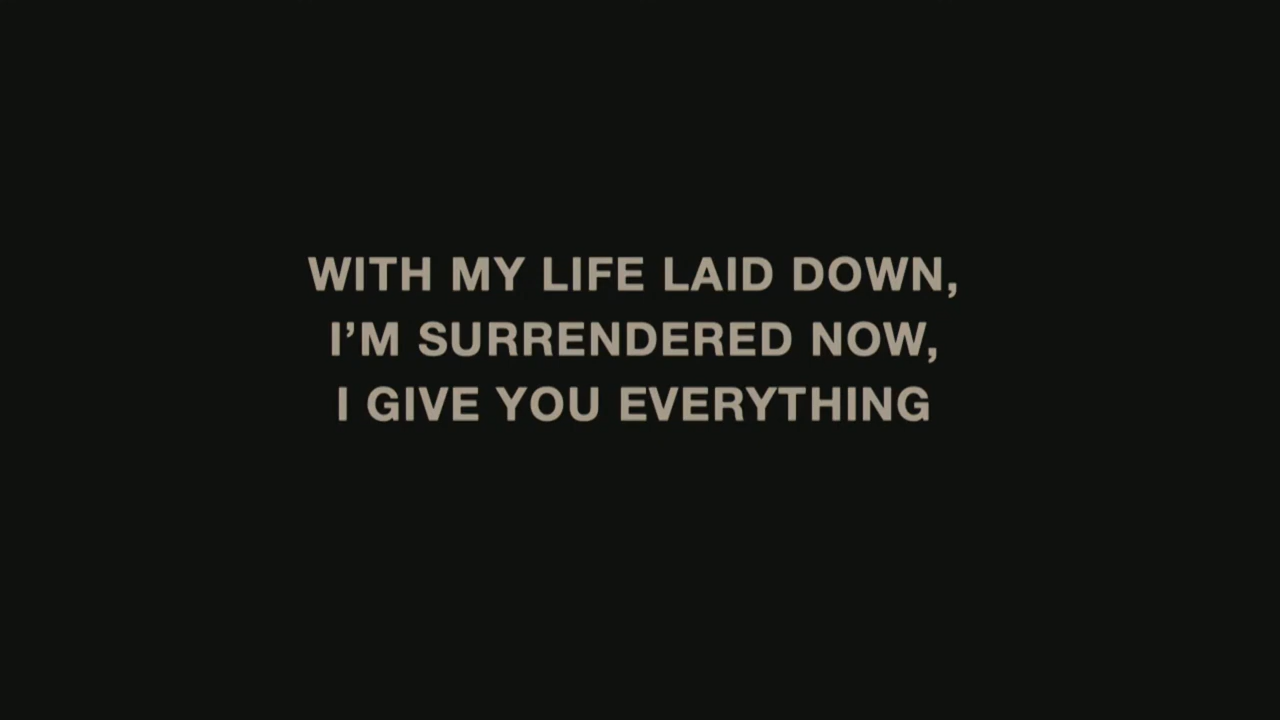 WITH MY LIFE LAID DOWN,
I’M SURRENDERED NOW,
I GIVE YOU EVERYTHING